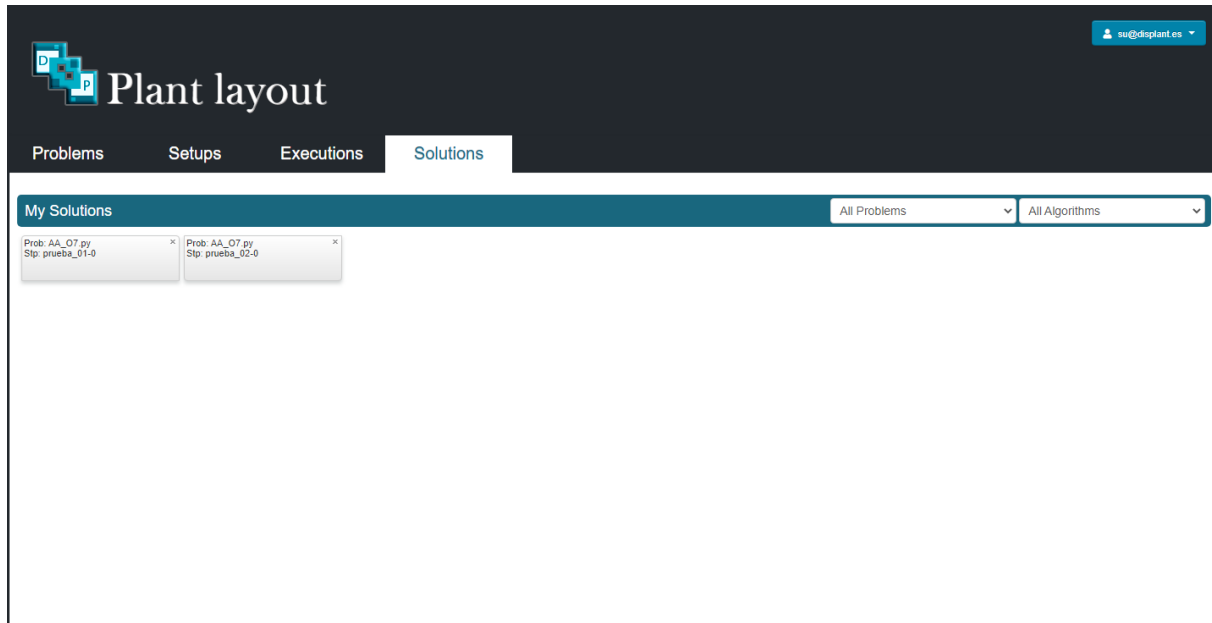 su@displant.es
D
P
Plant layout
Problems Setups Executions Solutions
My Solutions All Problems All Algorithms
Prob: AA_O7.py × Prob: AA_O7.py ×
Stp: prueba_01-0 Stp: prueba_02-0